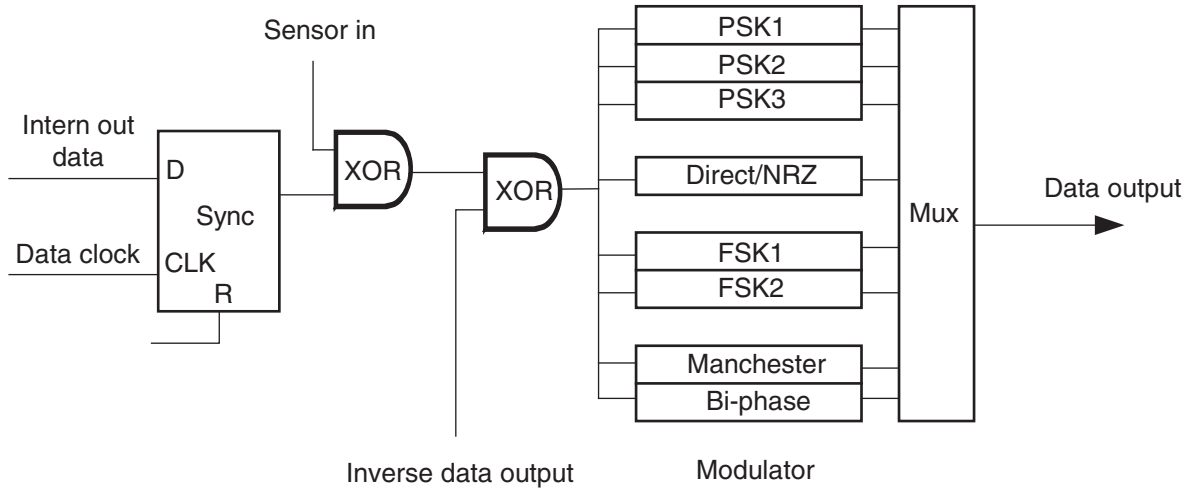 Sensor in
Intern out
data
D
Sync
Data clock
CLK
R
XOR
XOR
Inverse data output
PSK1
PSK2
PSK3
Direct/NRZ
FSK1
FSK2
Manchester
Bi-phase
Modulator
Mux
Data output